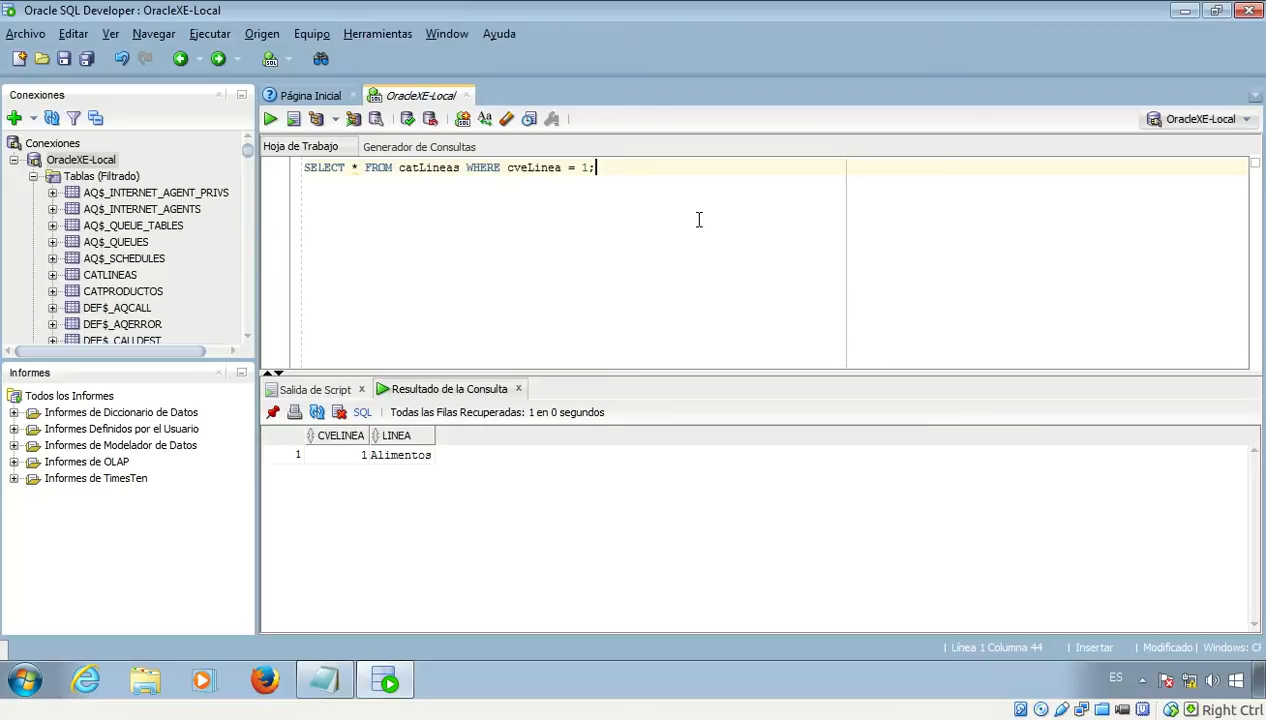 Oracle SQL Developer : OracleXE-Local
Archivo Editar Ver Navegar Ejecutar Origen Equipo Herramientas Window Ayuda
Conexiones
Página Inicial
OracleXE-Local
OracleXE-Local
Conexiones
OracleXE-Local
Tablas (Filtrado)
AQ$_INTERNET_AGENT_PRIVS
AQ$_INTERNET_AGENTS
AQ$_QUEUE_TABLES
AQ$_QUEUES
AQ$_SCHEDULES
CATLINEAS
CATPRODUCTOS
DEF$_AQCALL
DEF$_AQERROR
DEF$_CALLDEST
Hoja de Trabajo Generador de Consultas
SELECT * FROM catLineas WHERE cveLinea = 1;
Informes
Todos los Informes
Informes de Diccionario de Datos
Informes Definidos por el Usuario
Informes de Modelador de Datos
Informes de OLAP
Informes de TimesTen
Salida de Script Resultado de la Consulta
SQL Todas las Filas Recuperadas: 1 en 0 segundos
CVELINEA LINEA
1 1 Alimentos
Línea 1 Columna 44 Insertar Modificado Windows: Cl
ES
Right Ctrl